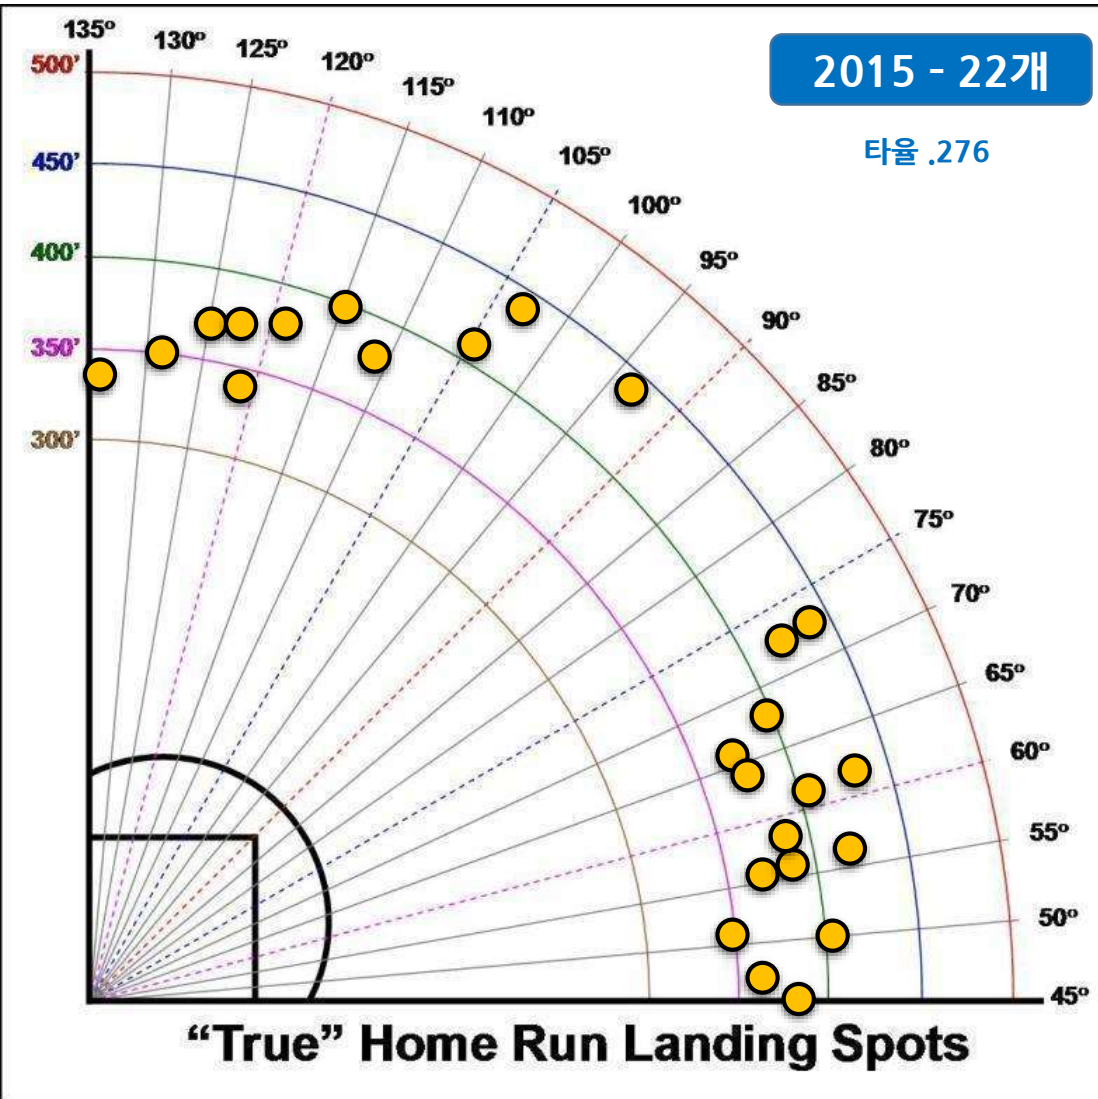 135º
130º
125º
120º
115º
110º
105º
100º
95º
90º
85º
80º
75º
70º
65º
60º
55º
50º
45º
500'
450'
400'
350'
300'
2015 - 22개
타율 .276
“True” Home Run Landing Spots